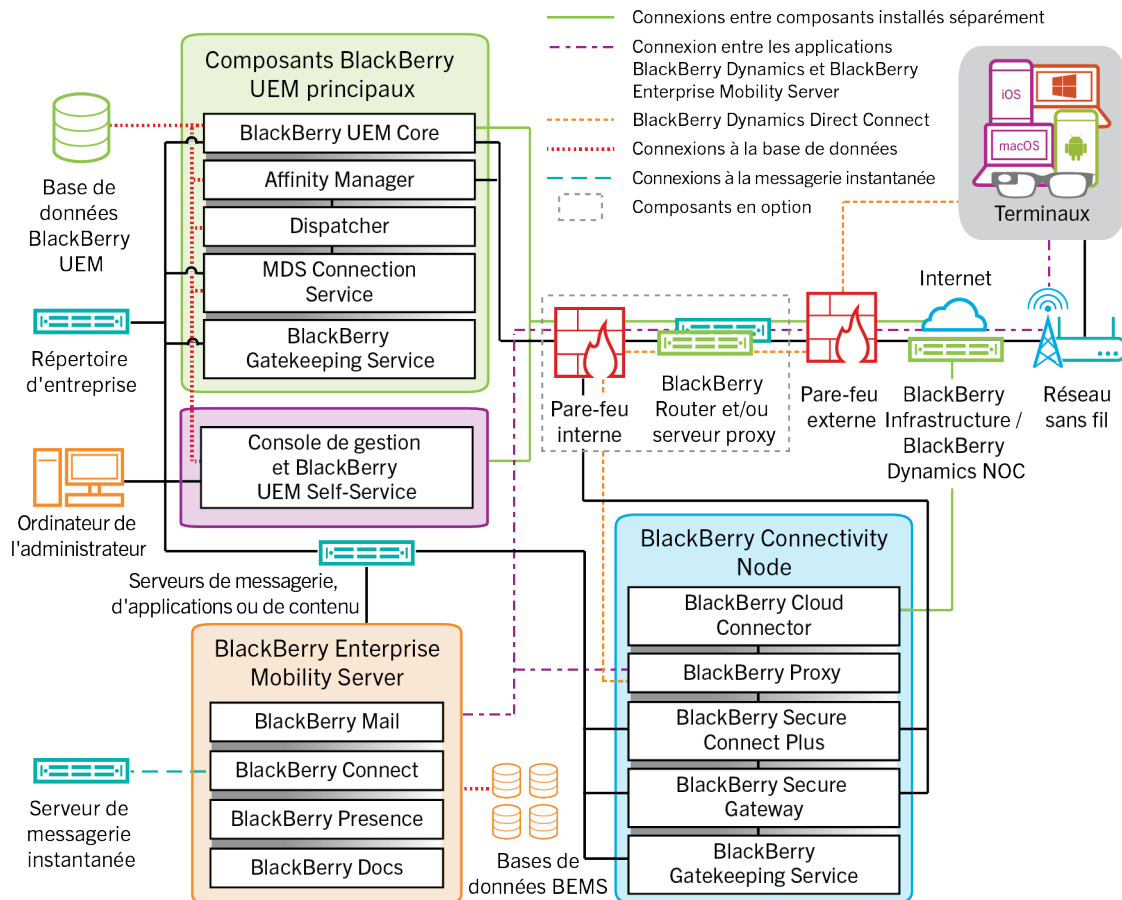 Connexions entre composants installés séparément
Connexion entre les applications
BlackBerry Dynamics et BlackBerry
Enterprise Mobility Server
BlackBerry Dynamics Direct Connect
Connexions à la base de données
Connexions à la messagerie instantanée
Composants en option
Composants BlackBerry
UEM principaux
BlackBerry UEM Core
Affinity Manager
Dispatcher
MDS Connection
Service
BlackBerry
Gatekeeping Service
Base de
données
BlackBerry
UEM
Répertoire
d'entreprise
Console de gestion
et BlackBerry
UEM Self-Service
Ordinateur de
l'administrateur
iOS
macOS
Terminaux
Internet
Pare-feu
interne
BlackBerry
Router et/ou
serveur proxy
Pare-feu
externe
BlackBerry
Infrastructure /
BlackBerry
Dynamics NOC
Réseau
sans fil
Serveurs de messagerie,
d'applications ou de contenu
BlackBerry Enterprise
Mobility Server
BlackBerry Mail
BlackBerry Connect
BlackBerry Presence
BlackBerry Docs
Serveur de
messagerie
instantanée
Bases de
données BEMS
BlackBerry Connectivity
Node
BlackBerry Cloud
Connector
BlackBerry Proxy
BlackBerry Secure
Connect Plus
BlackBerry Secure
Gateway
BlackBerry
Gatekeeping Service